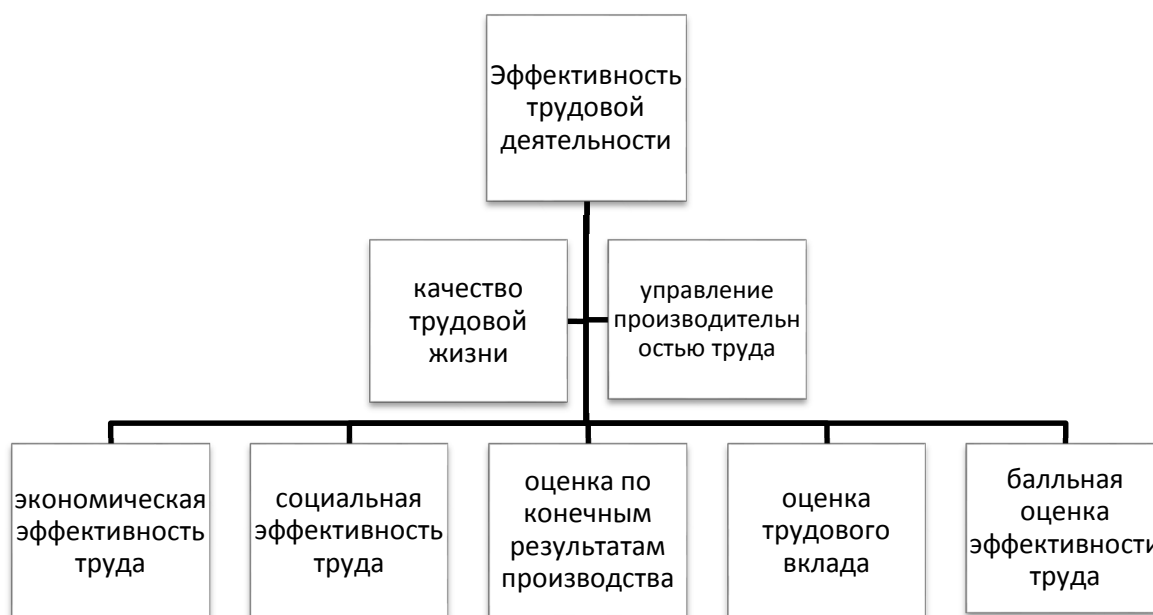 Эффективность
трудовой
деятельности
качество
трудовой
жизни
управление
производительн
остью труда
экономическая
эффективность
труда
социальная
эффективность
труда
оценка по
конечным
результатам
производства
оценка
трудового
вклада
балльная
оценка
эффективности
труда